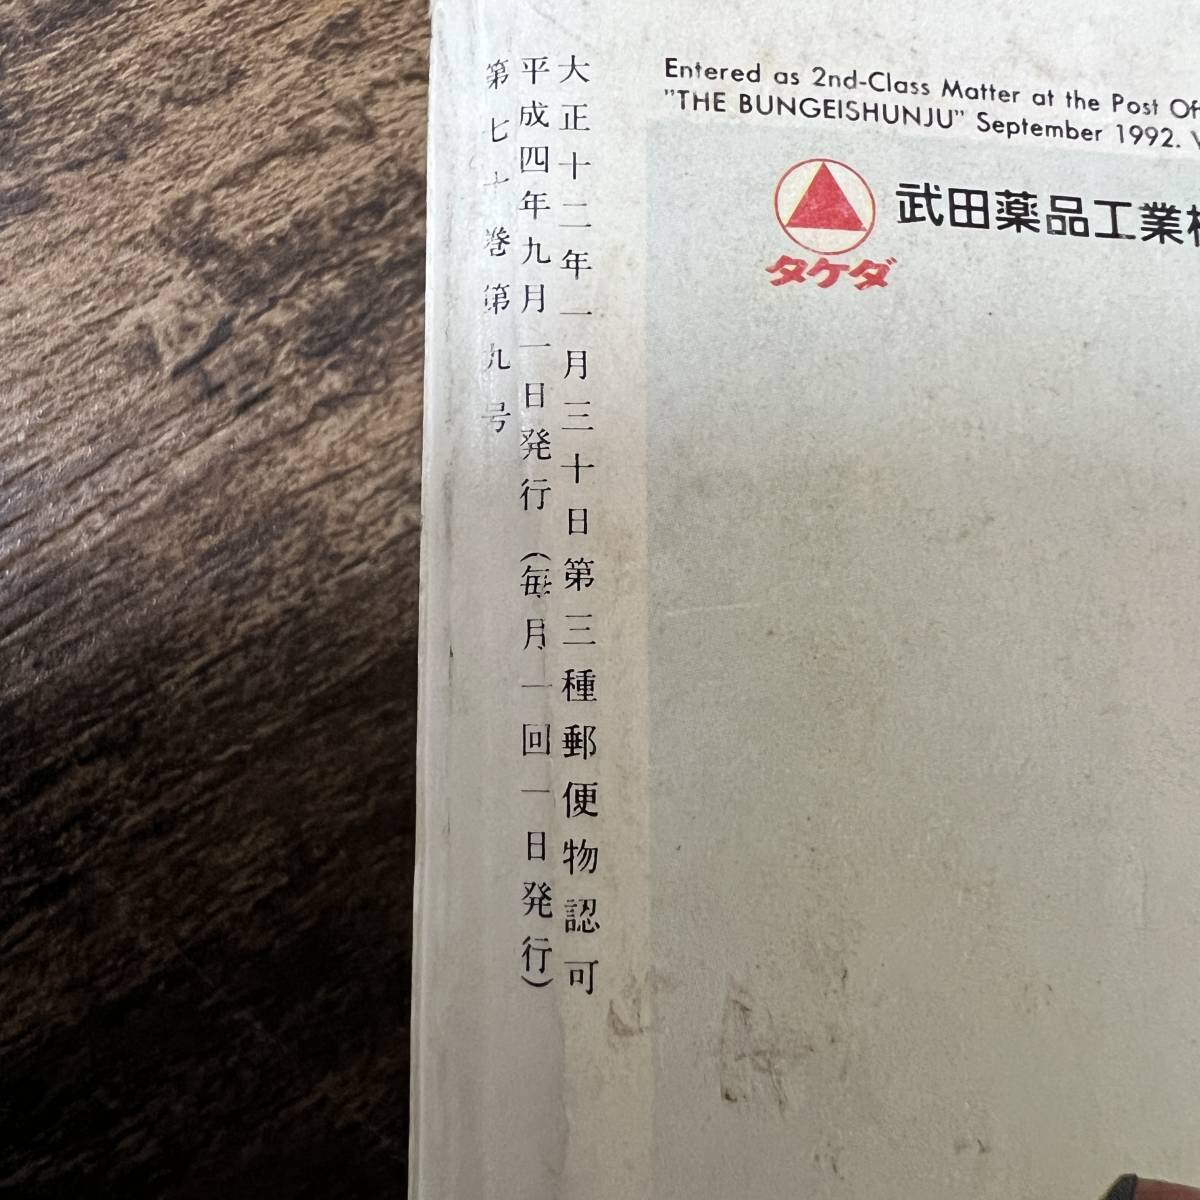 大正十二年一月三十日第三種郵便物認可
平成四年九月一日発行(毎月一回一日発行)
第七十巻第九号
Entered as 2nd-Class Matter at the Post
"THE BUNGEISHUNJU" September 1992.
武田薬品工業
タケダ